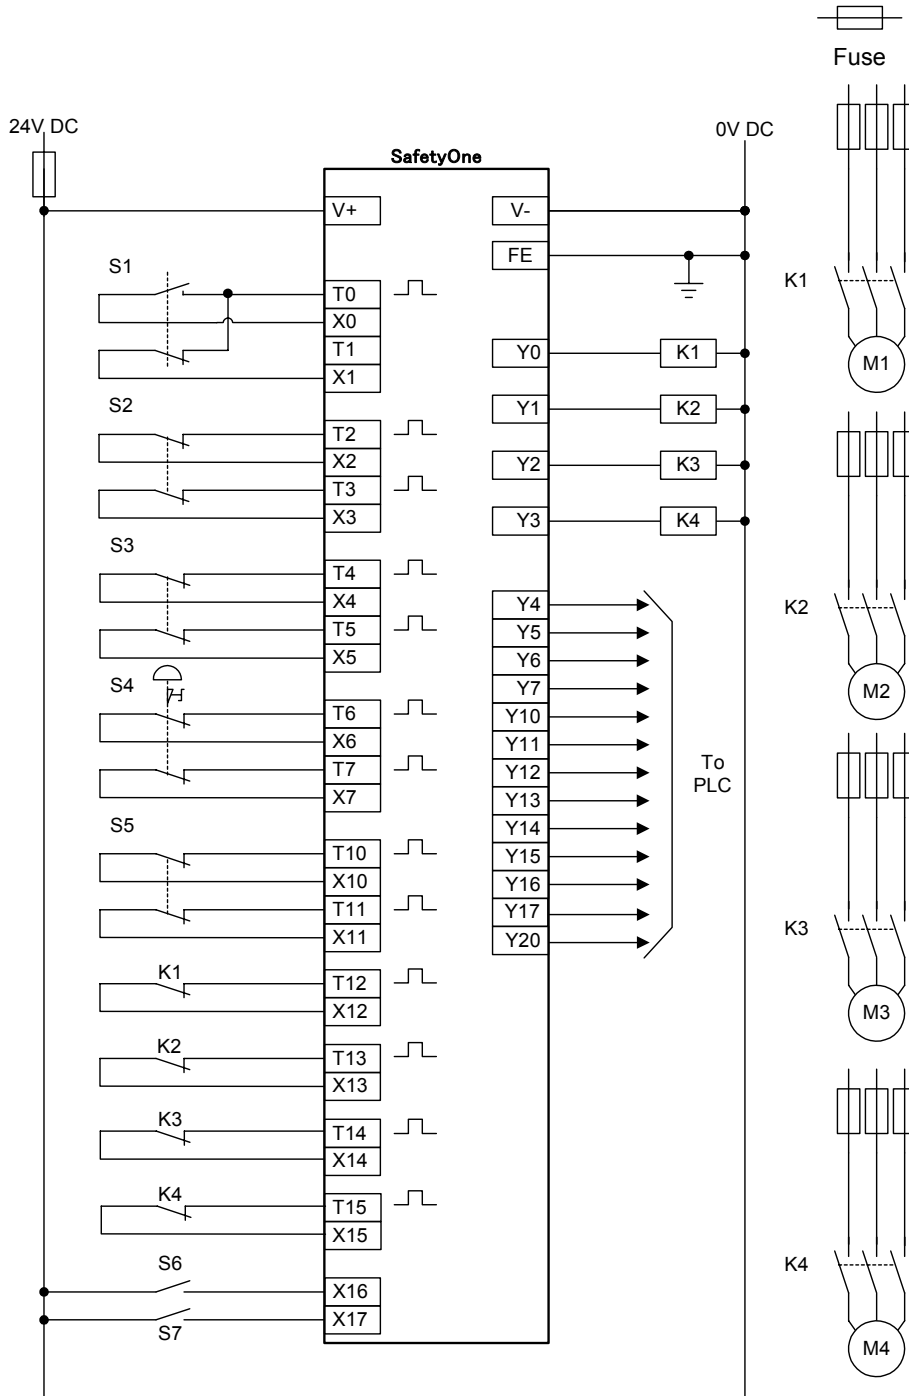 Fuse
24V DC
0V DC
SafetyOne
V+
V-
FE
S1
T0
X0
T1
X1
Y0
K1
Y1
K2
S2
T2
X2
T3
X3
Y2
K3
Y3
K4
S3
T4
X4
T5
X5
S4
T6
X6
T7
X7
S5
T10
X10
T11
X11
Y4
Y5
Y6
Y7
Y10
Y11
Y12
Y13
Y14
Y15
Y16
Y17
Y20
To
PLC
K1
T12
X12
K2
T13
X13
K3
T14
X14
K4
T15
X15
S6
X16
S7
X17
K1
M1
K2
M2
K3
M3
K4
M4